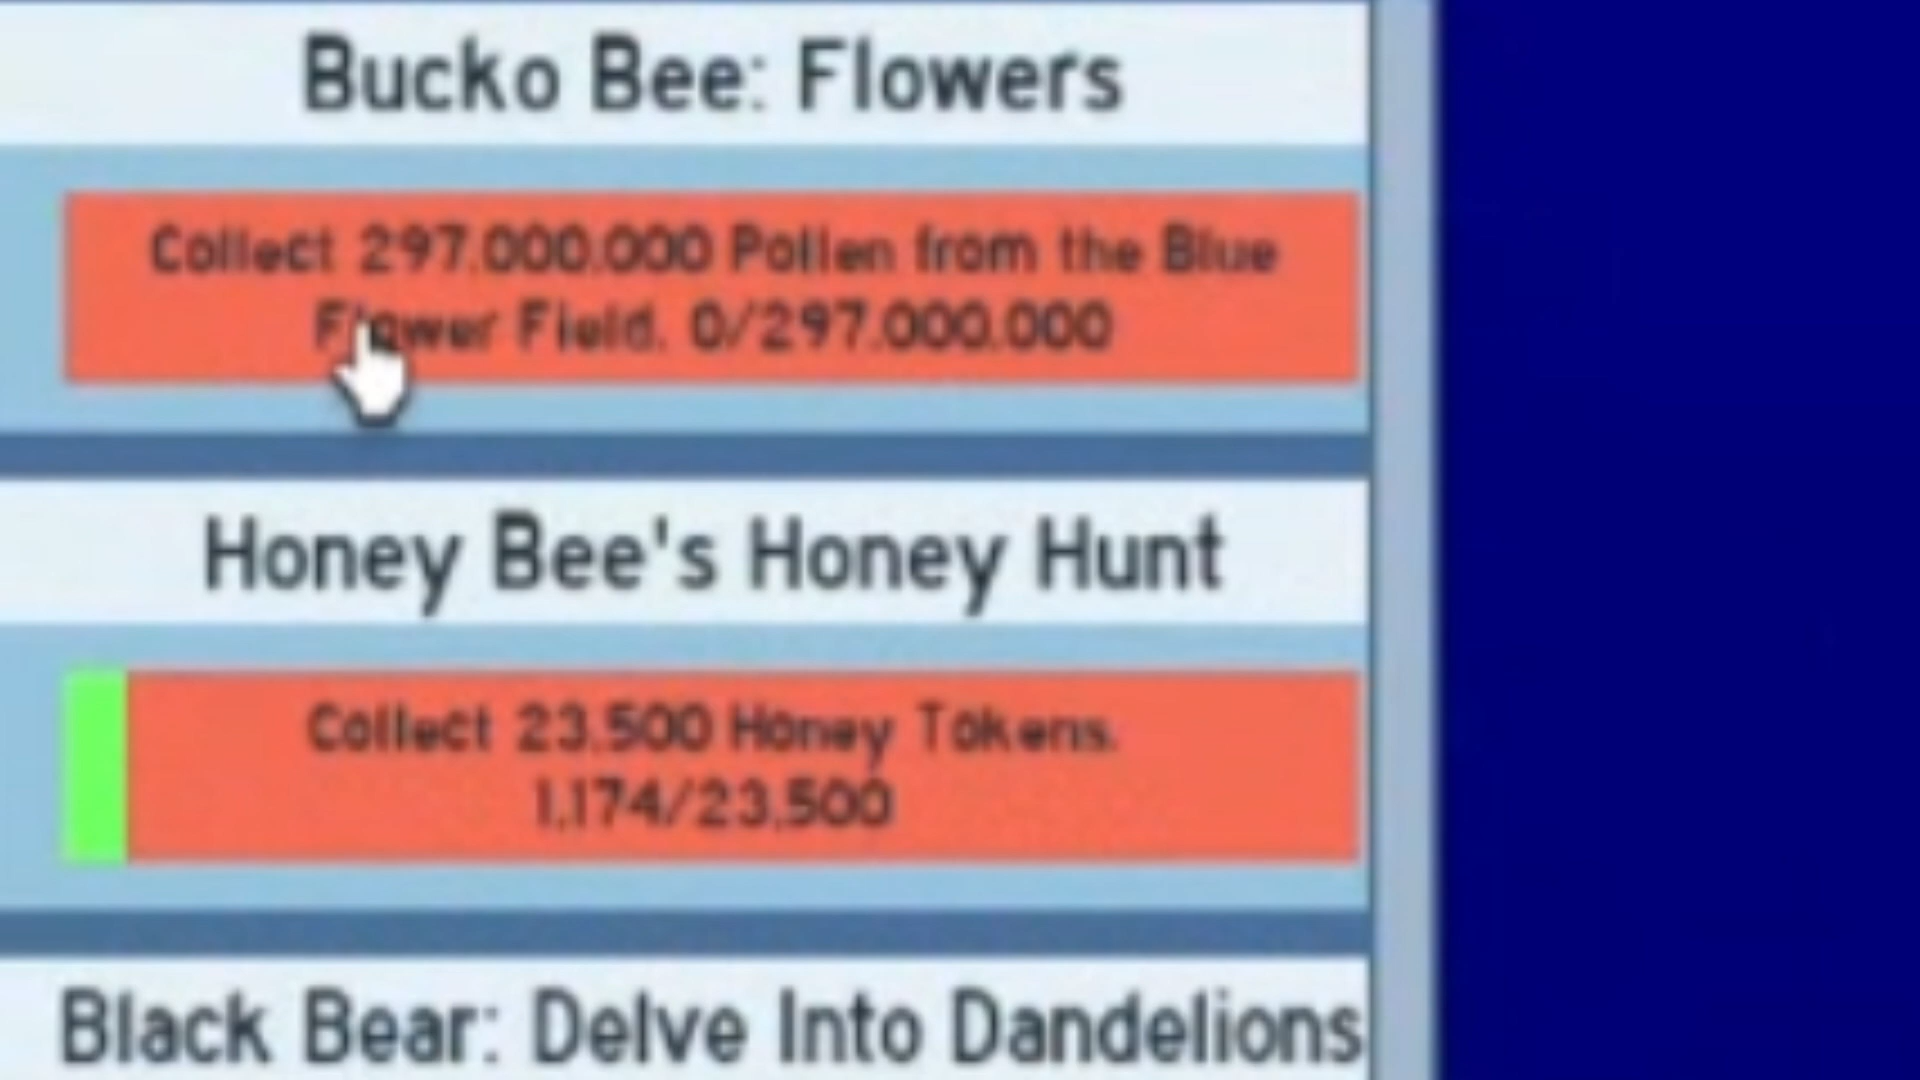 Bucko Bee: Flowers
Collect 297,000,000 Pollen from the Blue
Flower Field. 0/297,000,000
Honey Bee's Honey Hunt
Collect 23,500 Honey Tokens.
1,174/23,500
Black Bear: Delve Into Dandelions